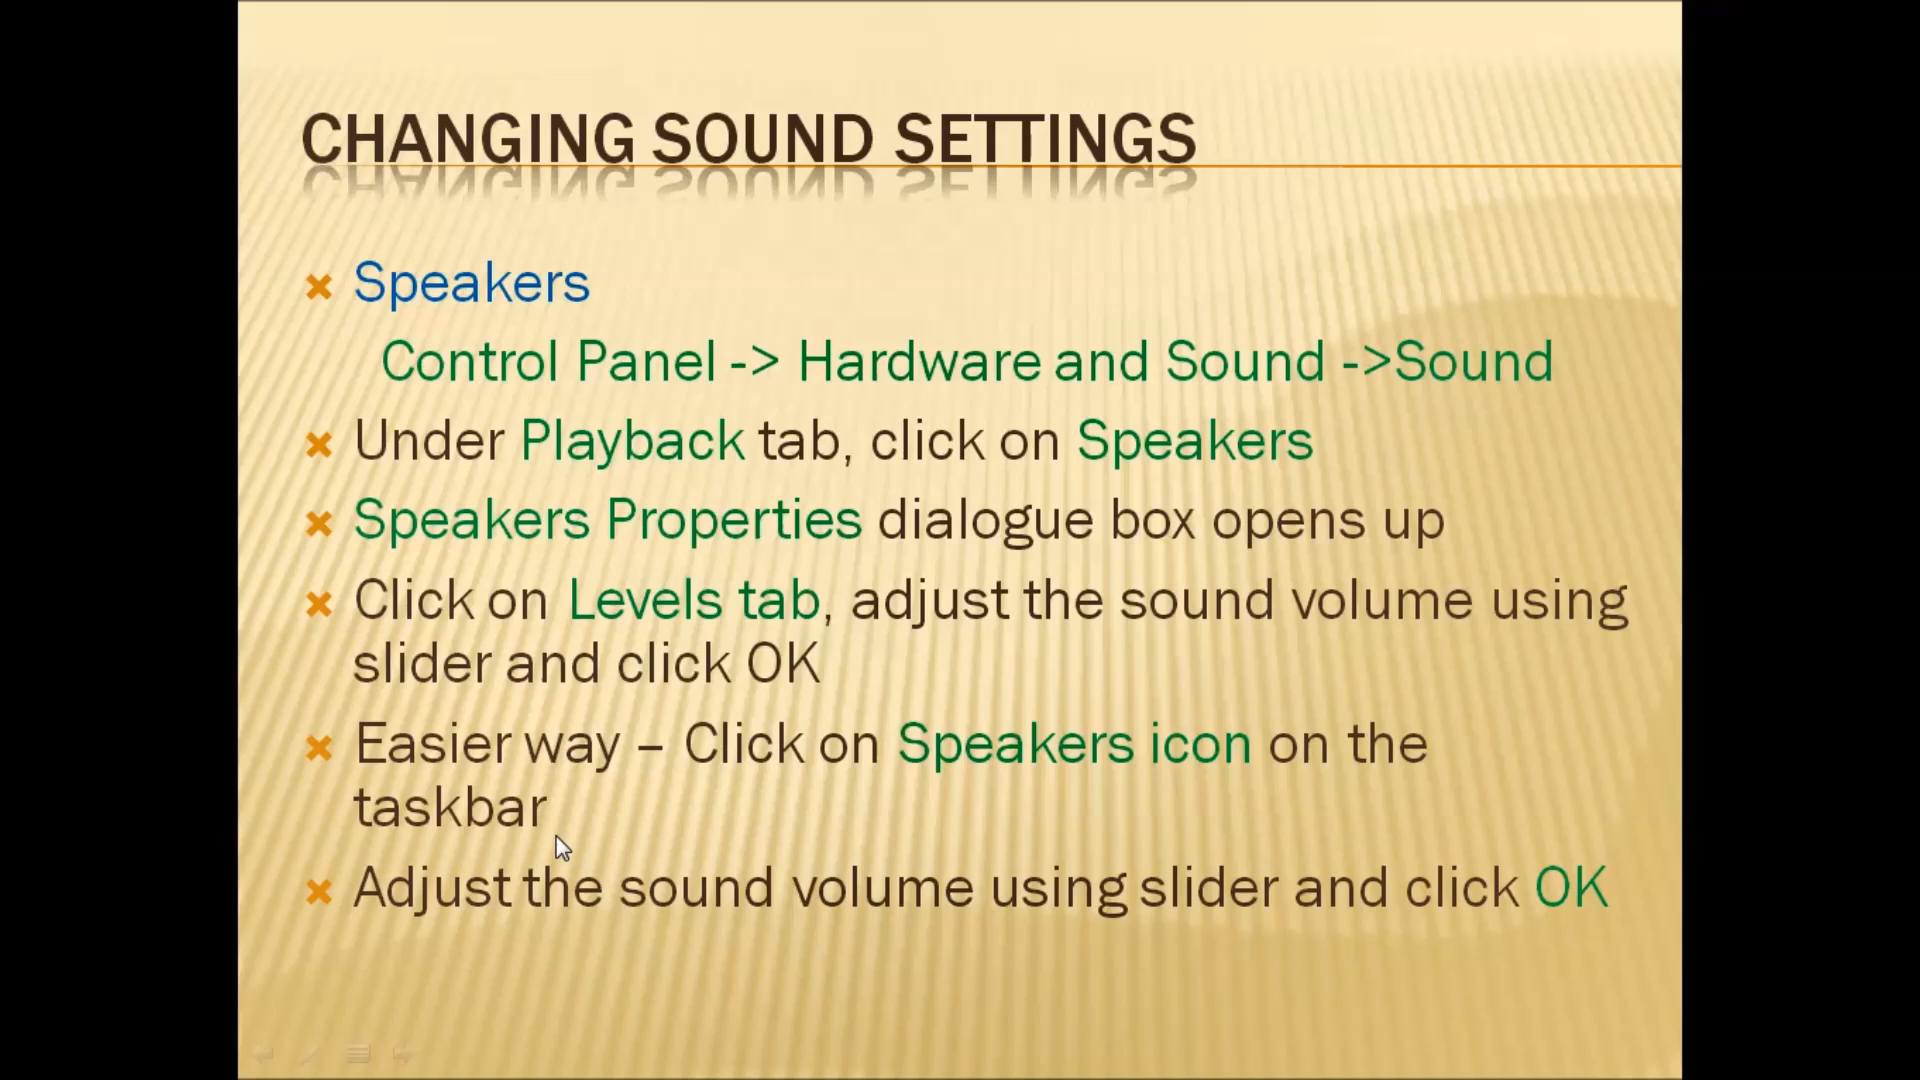 CHANGING SOUND SETTINGS
Speakers
Control Panel -> Hardware and Sound ->Sound
Under Playback tab, click on Speakers
Speakers Properties dialogue box opens up
Click on Levels tab, adjust the sound volume using
slider and click OK
Easier way – Click on Speakers icon on the
taskbar
Adjust the sound volume using slider and click OK